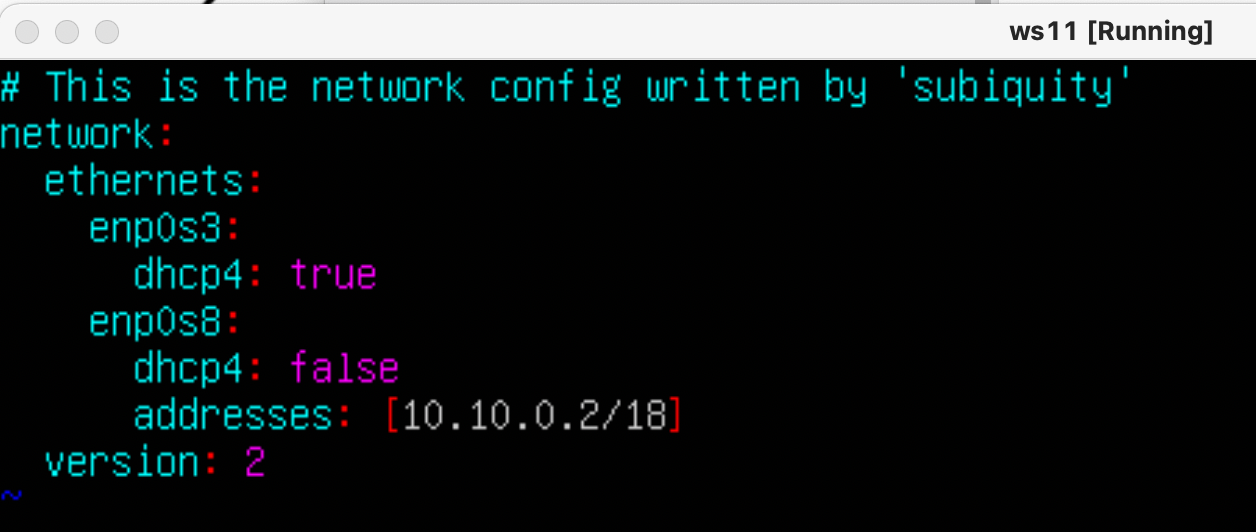 ws11 [Running]
# This is the network config written by 'subiquity'
network:
  ethernets:
    enp0s3:
      dhcp4: true
    enp0s8:
      dhcp4: false
      addresses: [10.10.0.2/18]
  version: 2
~